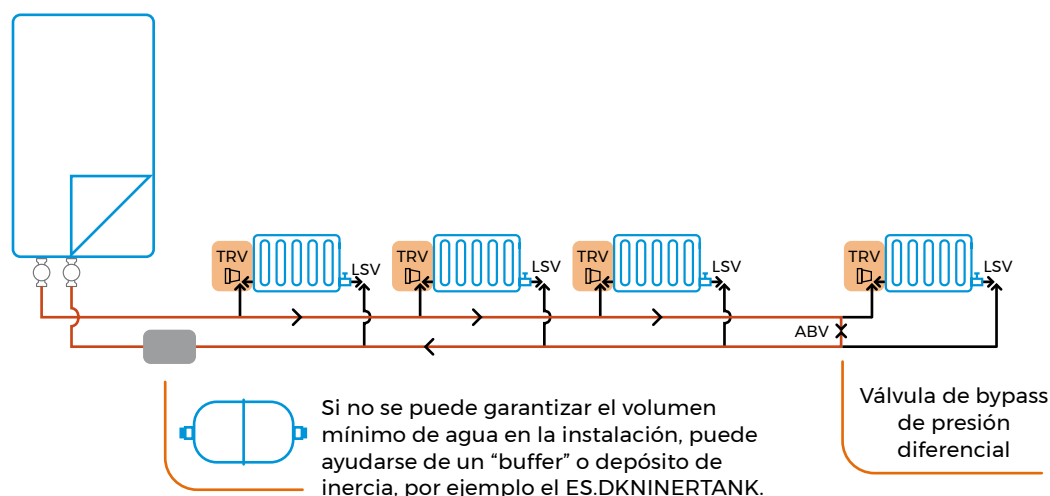 TRV
LSV
TRV
LSV
TRV
LSV
TRV
LSV
ABV
Si no se puede garantizar el volumen
mínimo de agua en la instalación, puede
ayudarse de un “buffer” o depósito de
inercia, por ejemplo el ES.DKNINERTANK.
Válvula de bypass
de presión
diferencial